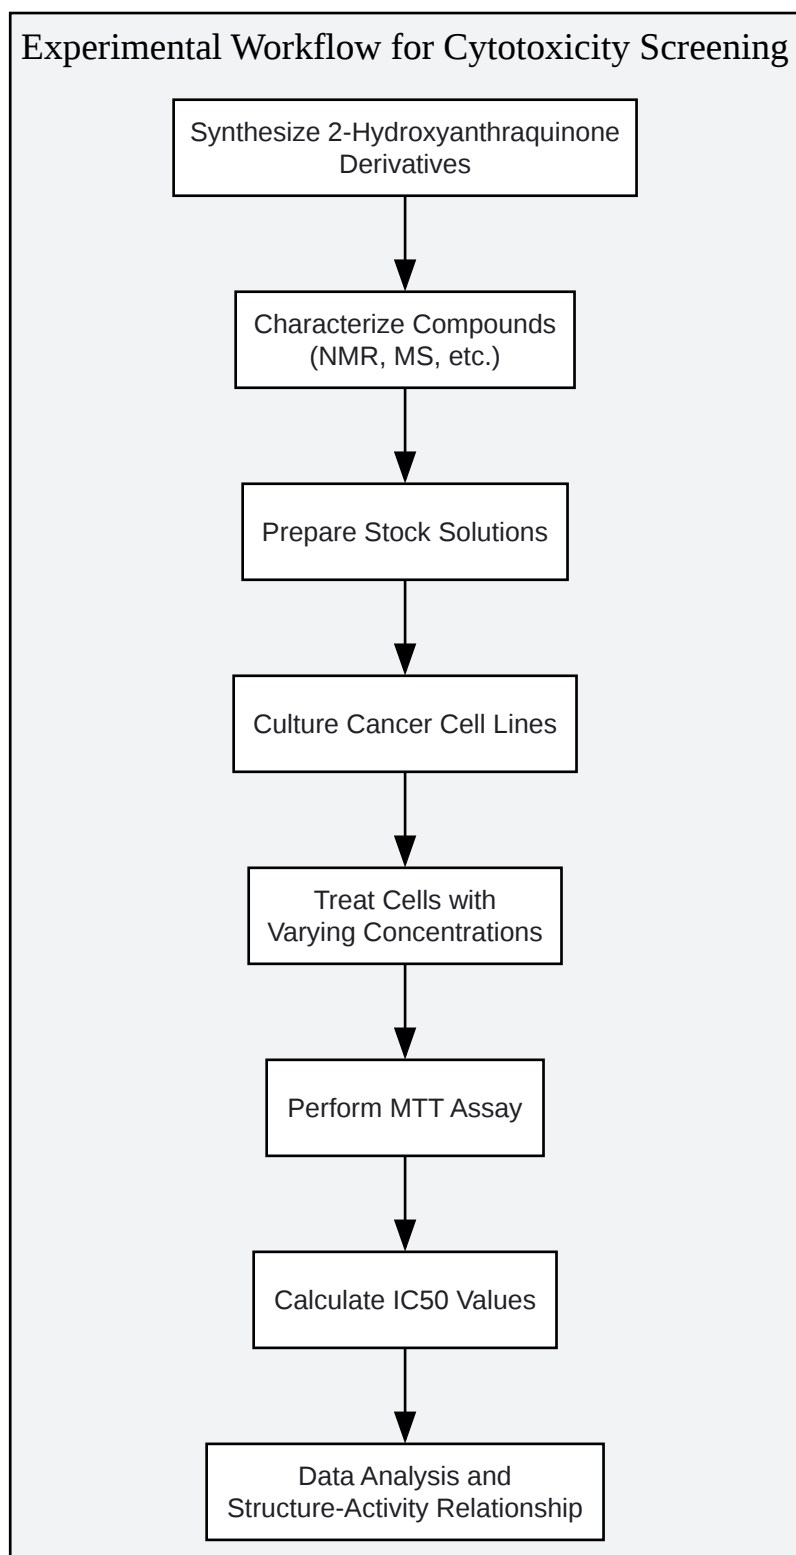 Experimental Workflow for Cytotoxicity Screening
Synthesize 2-Hydroxyanthraquinone
Derivatives
Characterize Compounds
(NMR, MS, etc.)
Prepare Stock Solutions
Culture Cancer Cell Lines
Treat Cells with
Varying Concentrations
Perform MTT Assay
Calculate IC50 Values
Data Analysis and
Structure-Activity Relationship